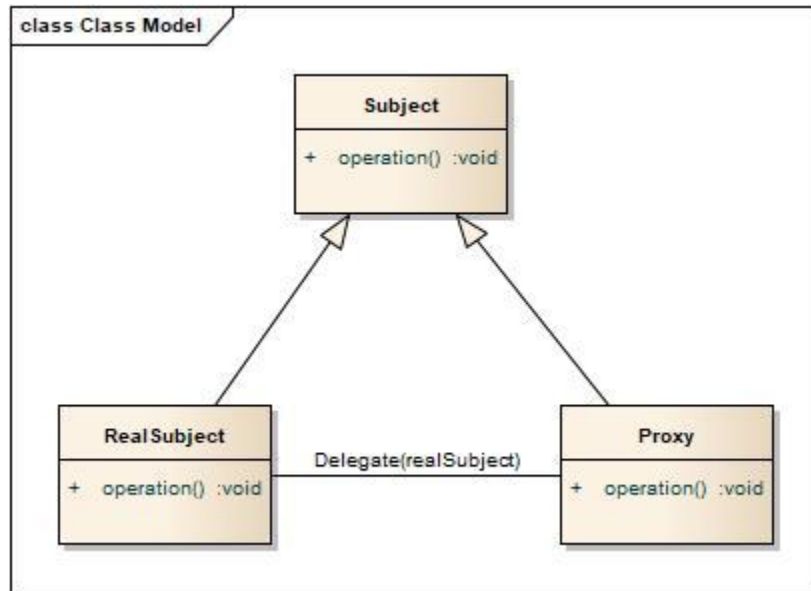 class Class Model
Subject
+ operation() :void
RealSubject
+ operation() :void
Delegate(realSubject)
Proxy
+ operation() :void